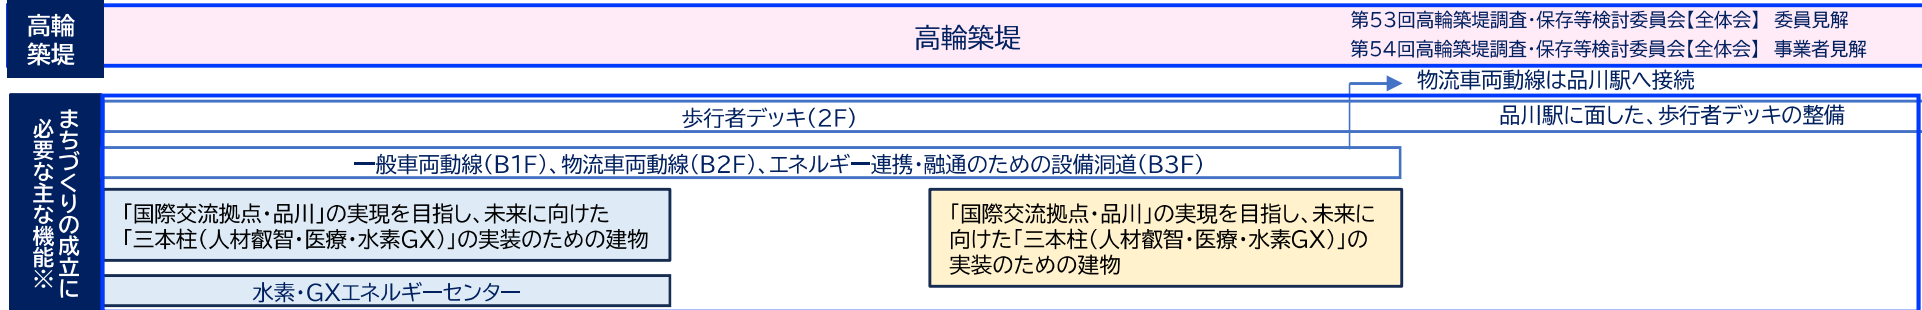 高輪
築堤
高輪築堤
第53回高輪築堤調査・保存等検討委員会【全体会】 委員見解
第54回高輪築堤調査・保存等検討委員会【全体会】 事業者見解
物流車両動線は品川駅へ接続
まちづくりの成立に
必要な主な機能※
歩行者デッキ(2F)
品川駅に面した、歩行者デッキの整備
一般車両動線(B1F)、物流車両動線(B2F)、エネルギー連携・融通のための設備洞道(B3F)
「国際交流拠点・品川」の実現を目指し、未来に向けた
「三本柱(人材叡智・医療・水素GX)」の実装のための建物
「国際交流拠点・品川」の実現を目指し、未来に
向けた「三本柱(人材叡智・医療・水素GX)」の
実装のための建物
水素・GXエネルギーセンター